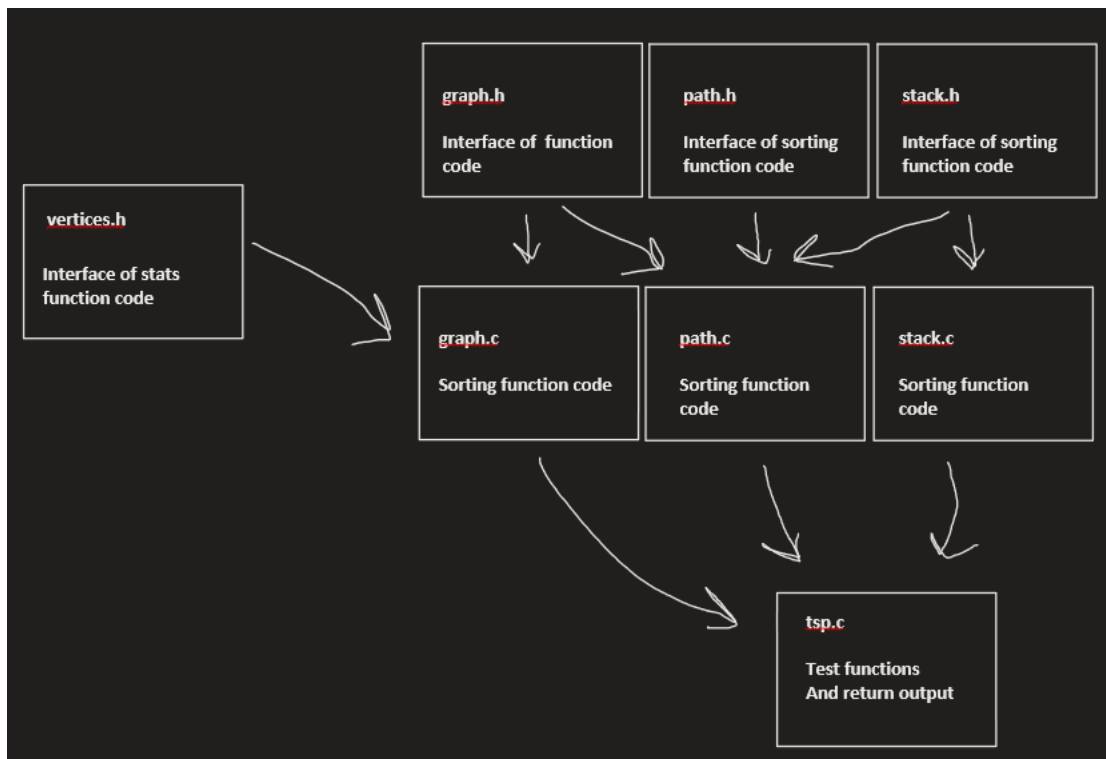 graph.h
Interface of function
code
path.h
Interface of sorting
function code
stack.h
Interface of sorting
function code
vertices.h
Interface of stats
function code
graph.c
Sorting function code
path.c
Sorting function
code
stack.c
Sorting function
code
tsp.c
Test functions
And return output